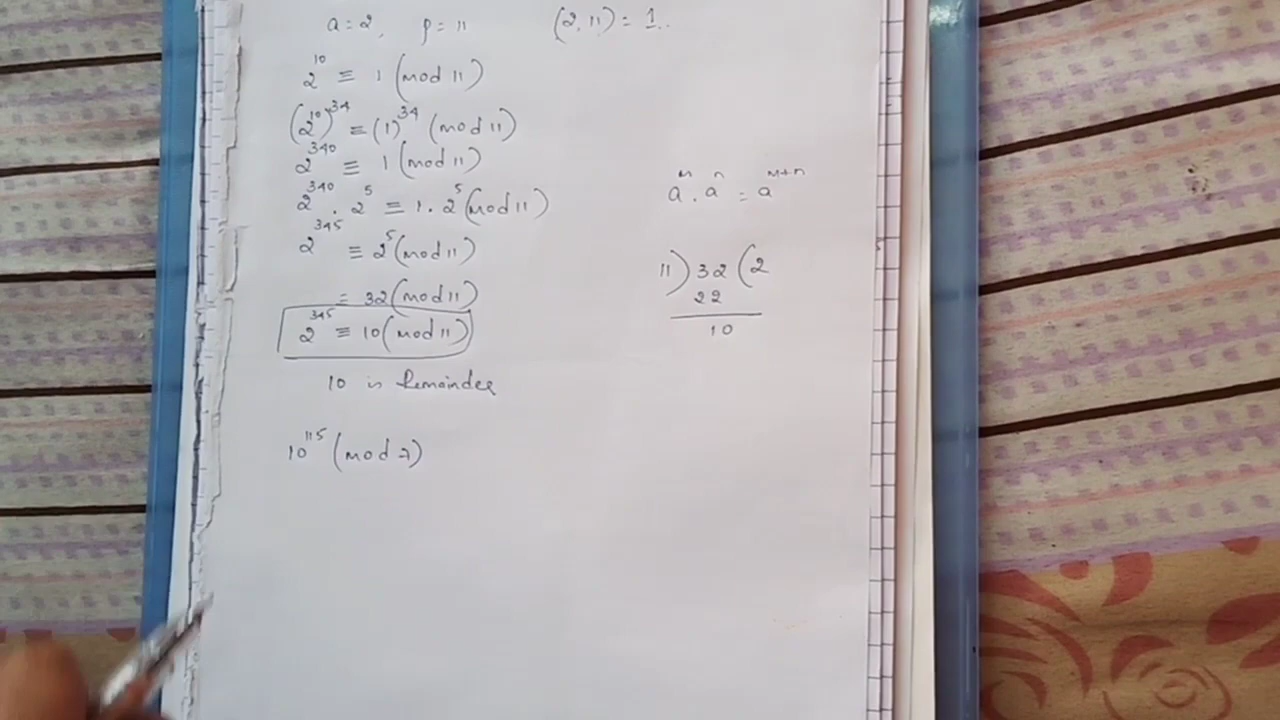 a = 2, p = 11 (2, 11) = 1.
2^10 ≡ 1 (mod 11)
(2^10)^34 ≡ (1)^34 (mod 11)
2^340 ≡ 1 (mod 11)
2^340 . 2^5 ≡ 1 . 2^5 (mod 11)
2^345 ≡ 2^5 (mod 11)
= 32 (mod 11)
2^345 ≡ 10 (mod 11)
10 is Remainder
10^115 (mod 7)
a^m . a^n = a^m+n
11) 32 (2
22
10